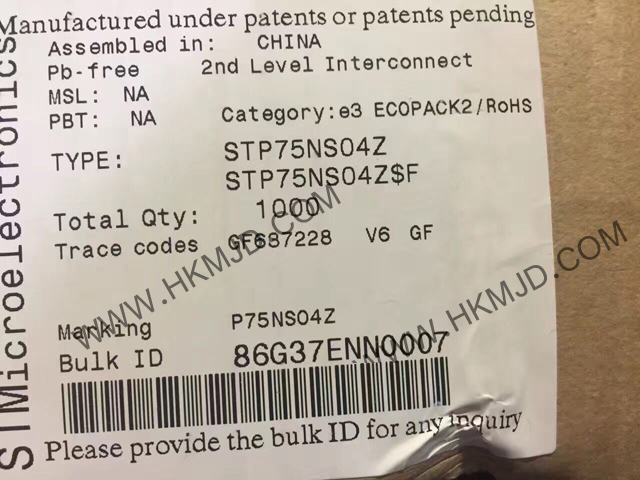 Manufactured under patents or patents pending
Assembled in: CHINA
Pb-free 2nd Level Interconnect
MSL: NA
PBT: NA Category:e3 ECOPACK2/RoHS
TYPE: STP75NS04Z
STP75NS04Z$F
Total Qty: 1000
Trace codes GF687228 V6 GF
Marking P75NS04Z
Bulk ID 86G37ENN0007
Please provide the bulk ID for any inquiry
STMicroelectronics
WWW.HKMJD.COM
WWW.HKMJD.COM